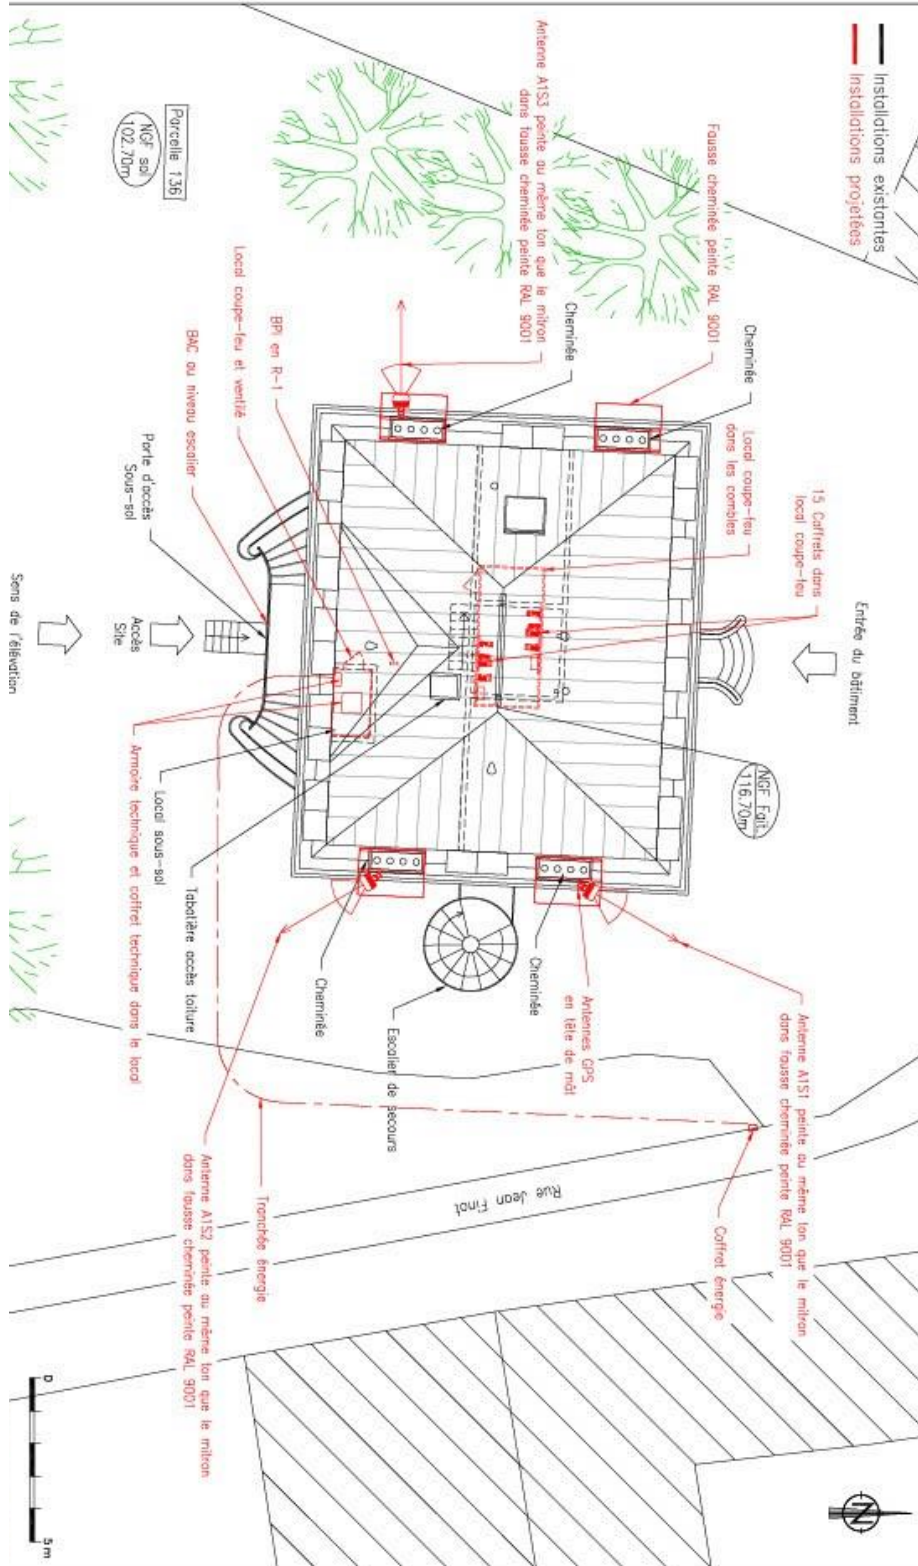 Installations existantes
Installations projetées
Fausse cheminée peinte RAL 9001
Antenne A1S3 peinte au même ton que le mitron
dans fausse cheminée peinte RAL 9001
Parcelle 136
NGF sol
102.70m
Cheminée
Cheminée
Local coupe-feu
dans les combles
15 Coffrets dans
local coupe-feu
Entrée du bâtiment
NGF Fait.
116.70m
BPI en R-1
Local coupe-feu et ventilé
BAC au niveau escalier
Porte d'accès
Sous-sol
Accès
Site
Sens de l'élévation
Armoire technique et coffret technique dans le local
Local sous-sol
Tabatière accès toiture
Cheminée
Escalier de secours
Cheminée
Antennes GPS
en tête de mât
Antenne A1S1 peinte au même ton que le mitron
dans fausse cheminée peinte RAL 9001
Coffret énergie
Rue Jean Finot
Tranchée énergie
Antenne A1S2 peinte au même ton que le mitron
dans fausse cheminée peinte RAL 9001
0
5m
N